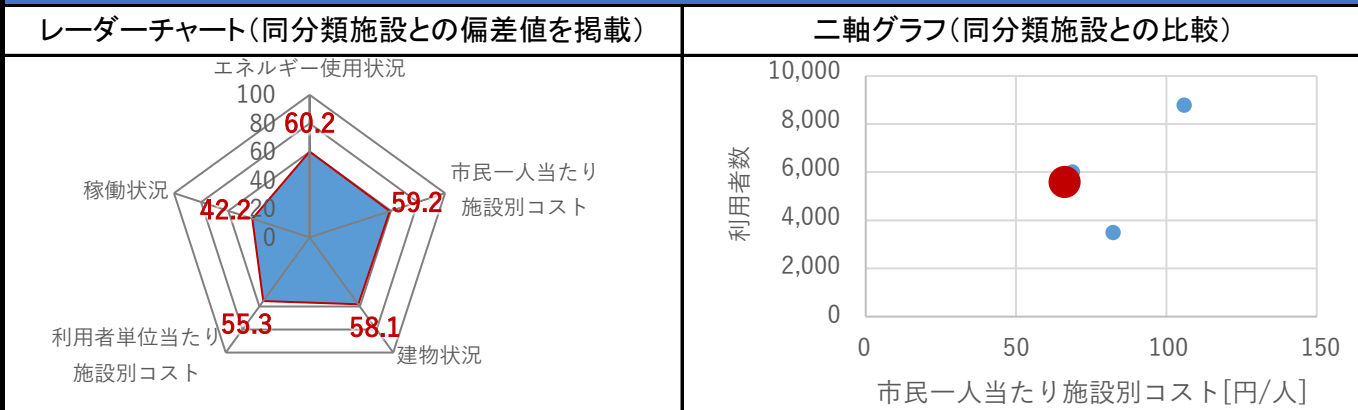 レーダーチャート（同分類施設との偏差値を掲載）
二軸グラフ（同分類施設との比較）
エネルギー使用状況
100
80
60
40
20
0
60.2
市民一人当たり
施設別コスト
59.2
建物状況
58.1
利用者単位当たり
施設別コスト
55.3
稼働状況
42.2
利用者数
10,000
8,000
6,000
4,000
2,000
0
0
50
100
150
市民一人当たり施設別コスト[円/人]